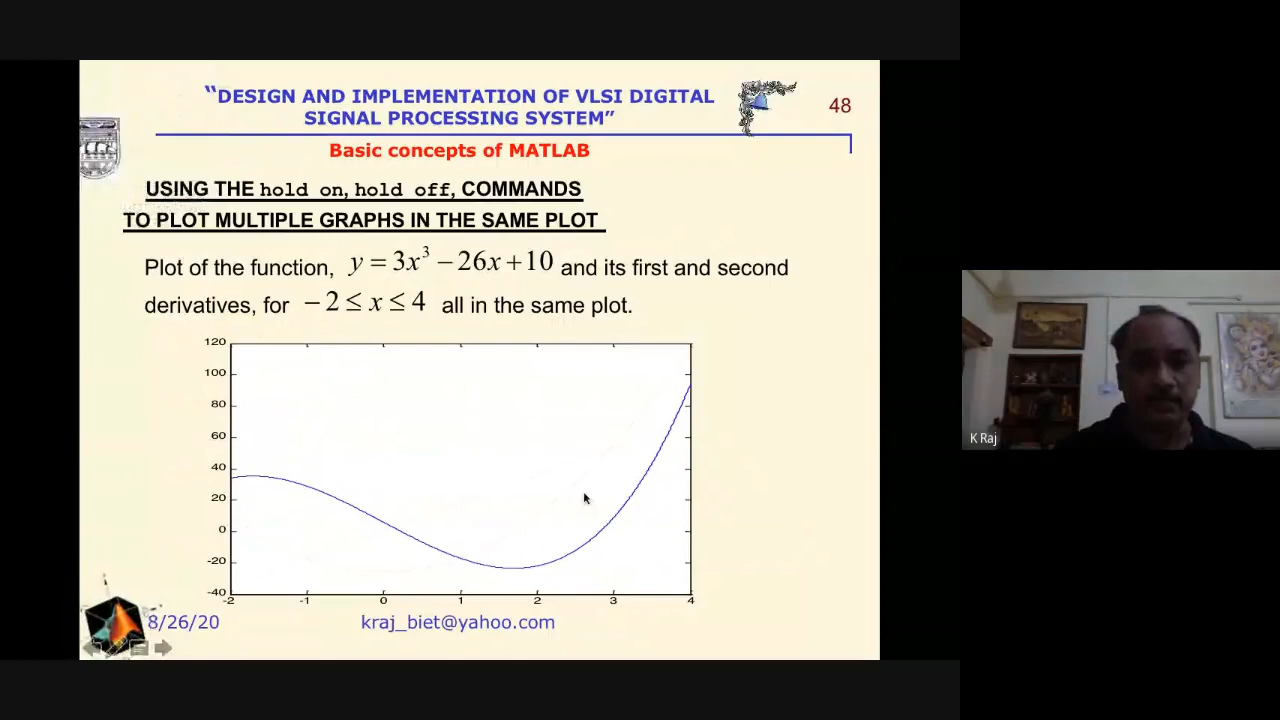 “DESIGN AND IMPLEMENTATION OF VLSI DIGITAL
SIGNAL PROCESSING SYSTEM”
48
Basic concepts of MATLAB
USING THE hold on, hold off, COMMANDS
TO PLOT MULTIPLE GRAPHS IN THE SAME PLOT
Plot of the function, y = 3x³ − 26x + 10 and its first and second
derivatives, for − 2 ≤ x ≤ 4 all in the same plot.
120
100
80
60
40
20
0
-20
-40
-2 -1 0 1 2 3 4
8/26/20 kraj_biet@yahoo.com
K Raj